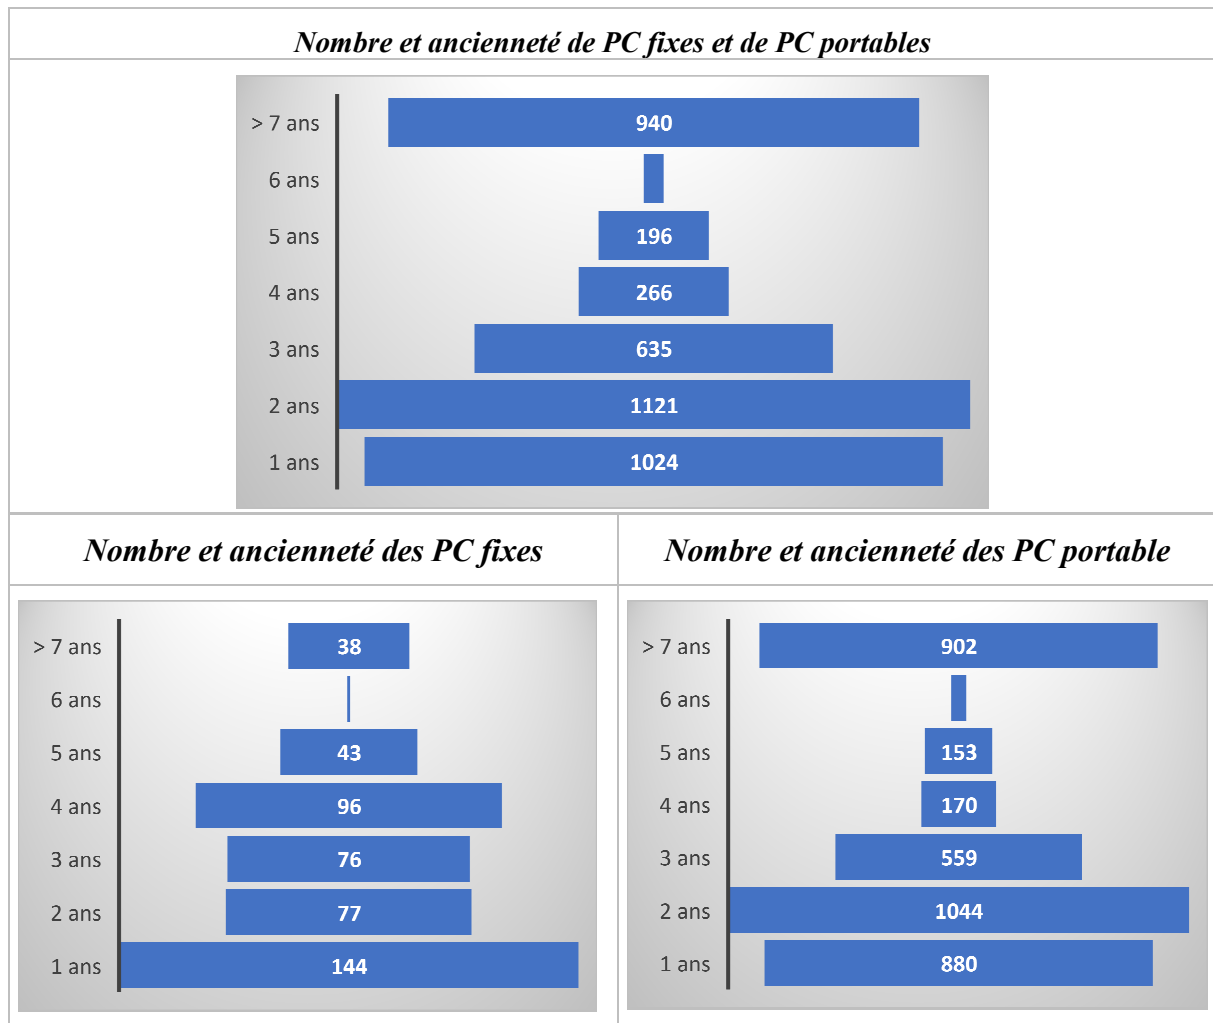 Nombre et ancienneté de PC fixes et de PC portables
> 7 ans 940
6 ans
5 ans 196
4 ans 266
3 ans 635
2 ans 1121
1 ans 1024
Nombre et ancienneté des PC fixes
> 7 ans 38
6 ans
5 ans 43
4 ans 96
3 ans 76
2 ans 77
1 ans 144
Nombre et ancienneté des PC portable
> 7 ans 902
6 ans
5 ans 153
4 ans 170
3 ans 559
2 ans 1044
1 ans 880